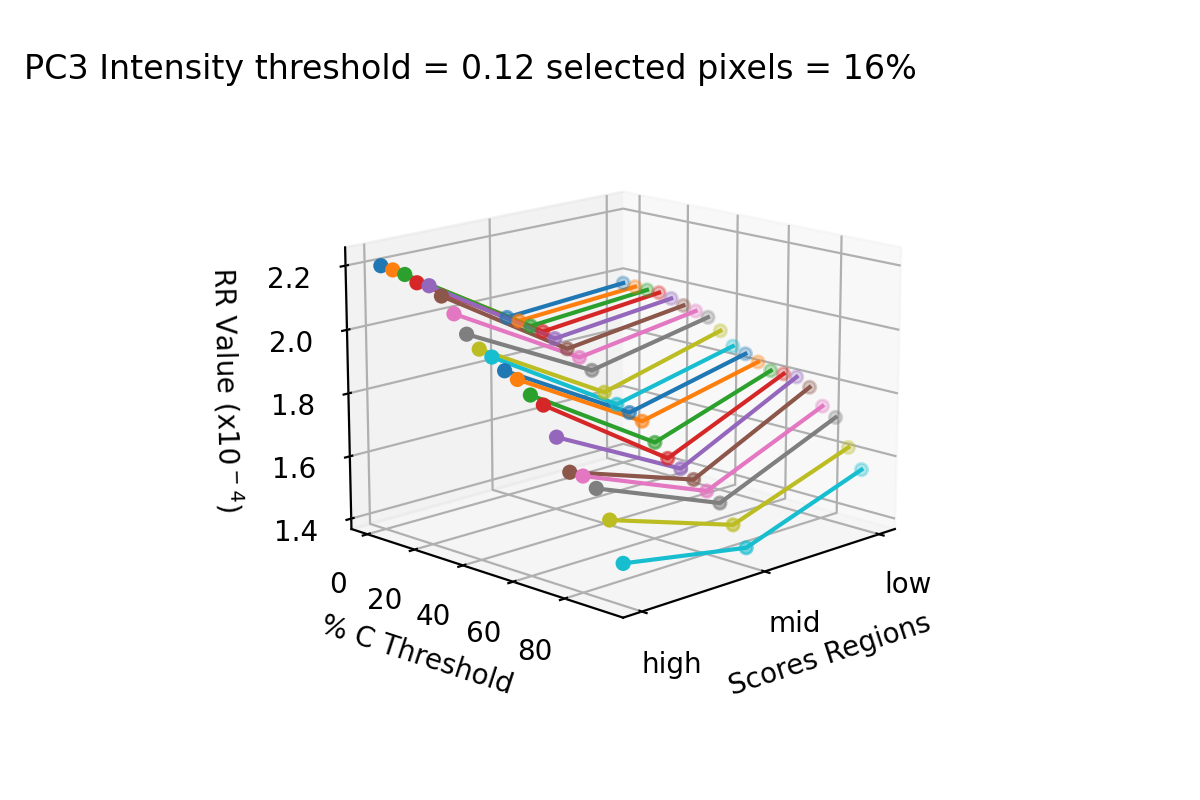 PC3 Intensity threshold = 0.12 selected pixels = 16%
RR Value (x10⁻⁴)
2.2
2.0
1.8
1.6
1.4
0
20
40
60
80
% C Threshold
high
mid
low
Scores Regions